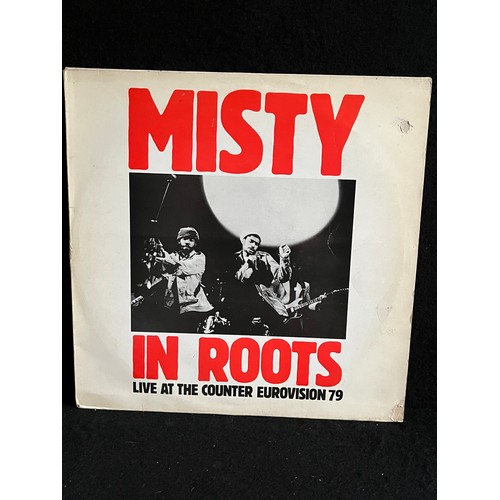 MISTY
IN ROOTS
LIVE AT THE COUNTER EUROVISION 79